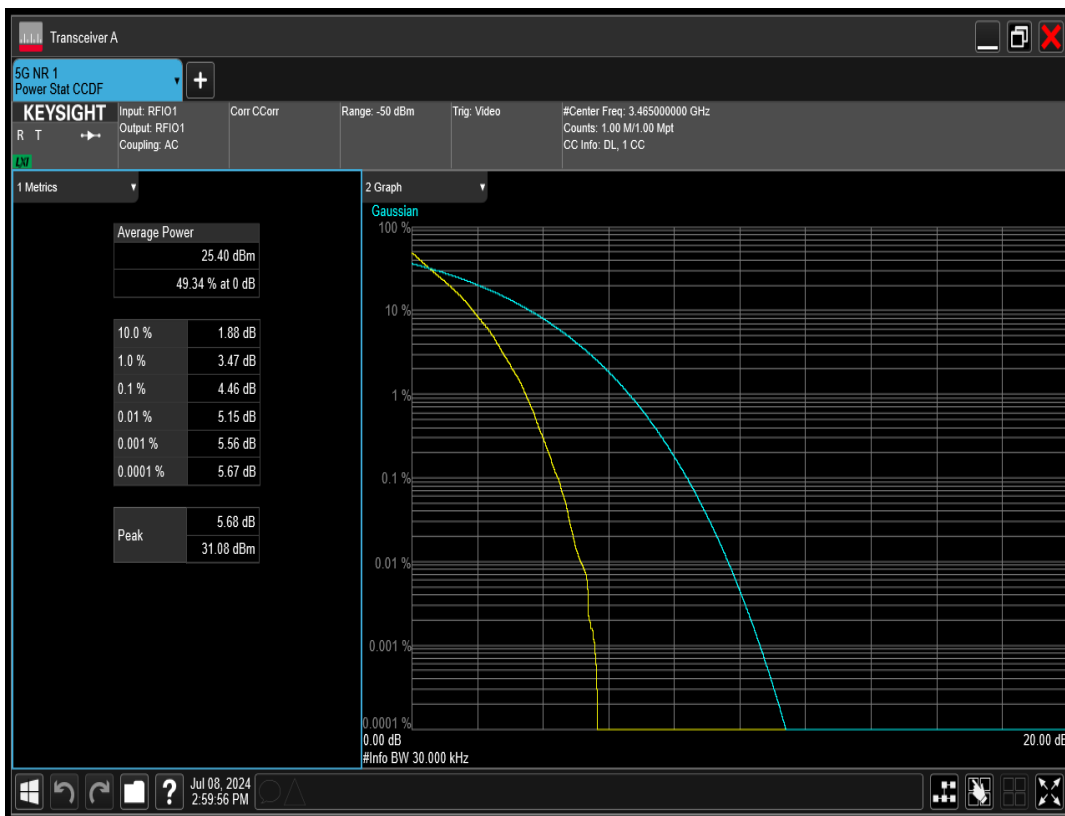 Transceiver A
5G NR 1
Power Stat CCDF
+
KEYSIGHT
R T
LXI
Input: RFIO1
Output: RFIO1
Coupling: AC
Corr CCorr
Range: -50 dBm
Trig: Video
#Center Freq: 3.465000000 GHz
Counts: 1.00 M/1.00 Mpt
CC Info: DL, 1 CC
1 Metrics
Average Power
25.40 dBm
49.34 % at 0 dB
10.0 % 1.88 dB
1.0 % 3.47 dB
0.1 % 4.46 dB
0.01 % 5.15 dB
0.001 % 5.56 dB
0.0001 % 5.67 dB
Peak 5.68 dB
31.08 dBm
2 Graph
Gaussian
100 %
10 %
1 %
0.1 %
0.01 %
0.001 %
0.0001 %
0.00 dB 20.00 dB
#Info BW 30.000 kHz
?
Jul 08, 2024
2:59:56 PM